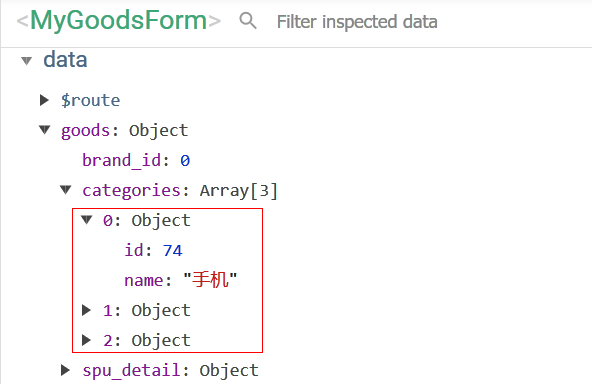 <MyGoodsForm> Filter inspected data
data
$route
goods: Object
brand_id: 0
categories: Array[3]
0: Object
id: 74
name: "手机"
1: Object
2: Object
spu_detail: Object